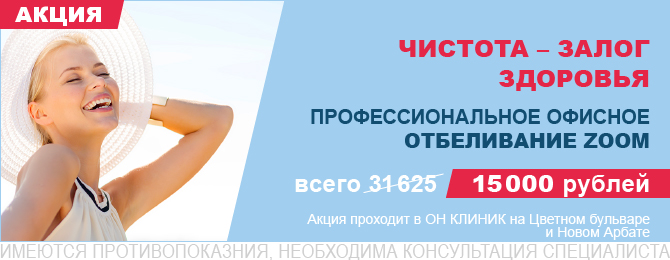 АКЦИЯ
ЧИСТОТА – ЗАЛОГ
ЗДОРОВЬЯ
ПРОФЕССИОНАЛЬНОЕ ОФИСНОЕ
ОТБЕЛИВАНИЕ ZOOM
всего 31 625 15 000 рублей
Акция проходит в ОН КЛИНИК на Цветном бульваре
и Новом Арбате
ИМЕЮТСЯ ПРОТИВОПОКАЗНИЯ, НЕОБХОДИМА КОНСУЛЬТАЦИЯ СПЕЦИАЛИСТА